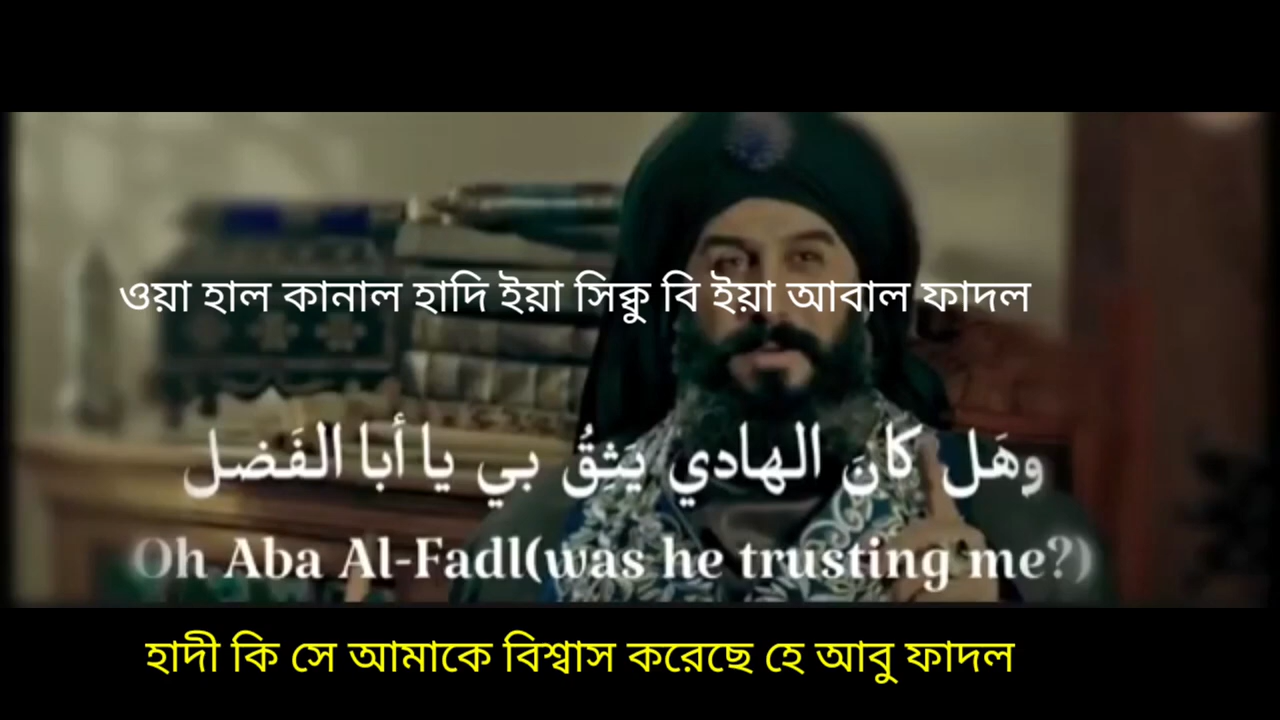 ওয়া হাল কানাল হাদি ইয়া সিক্বু বি ইয়া আবাল ফাদল
وهَل كانَ الهادي يَثِقُ بي يا أبا الفَضل
Oh Aba Al-Fadl(was he trusting me?)
হাদী কি সে আমাকে বিশ্বাস করেছে হে আবু ফাদল